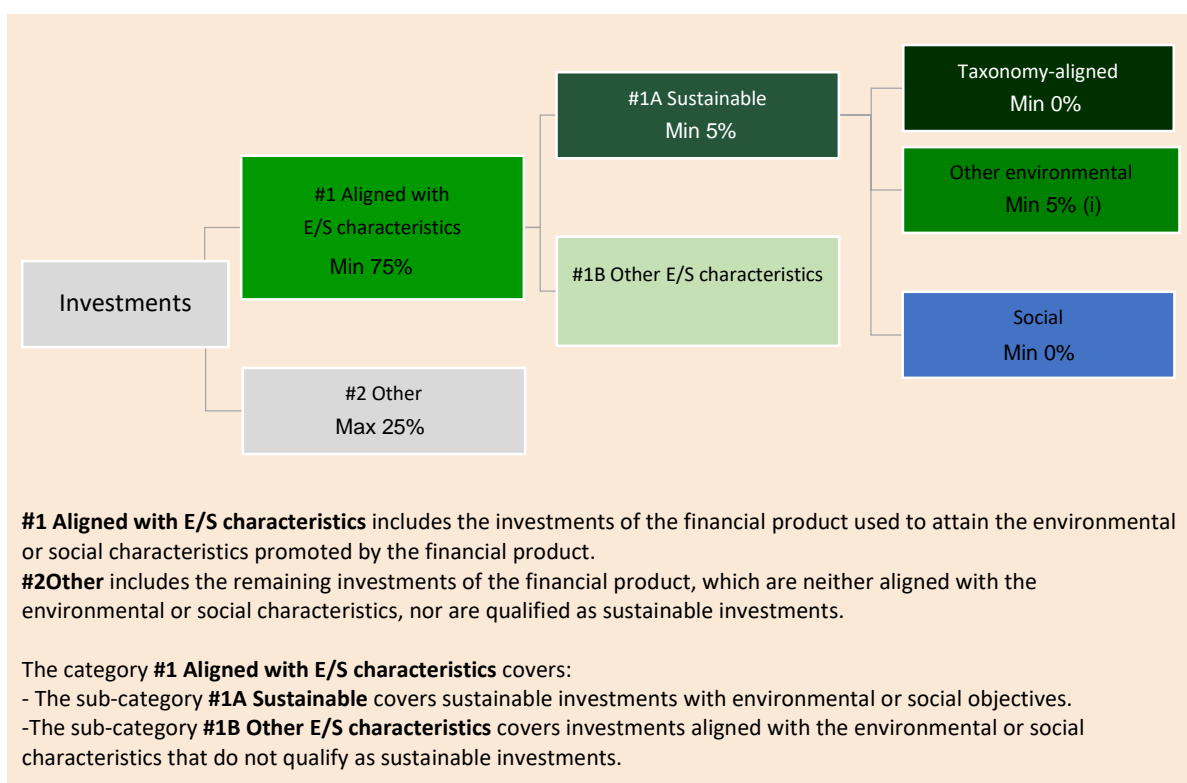 Investments
#1 Aligned with
E/S characteristics
Min 75%
#2 Other
Max 25%
#1A Sustainable
Min 5%
#1B Other E/S characteristics
Taxonomy-aligned
Min 0%
Other environmental
Min 5% (i)
Social
Min 0%
#1 Aligned with E/S characteristics includes the investments of the financial product used to attain the environmental
or social characteristics promoted by the financial product.
#2Other includes the remaining investments of the financial product, which are neither aligned with the
environmental or social characteristics, nor are qualified as sustainable investments.
The category #1 Aligned with E/S characteristics covers:
- The sub-category #1A Sustainable covers sustainable investments with environmental or social objectives.
-The sub-category #1B Other E/S characteristics covers investments aligned with the environmental or social
characteristics that do not qualify as sustainable investments.